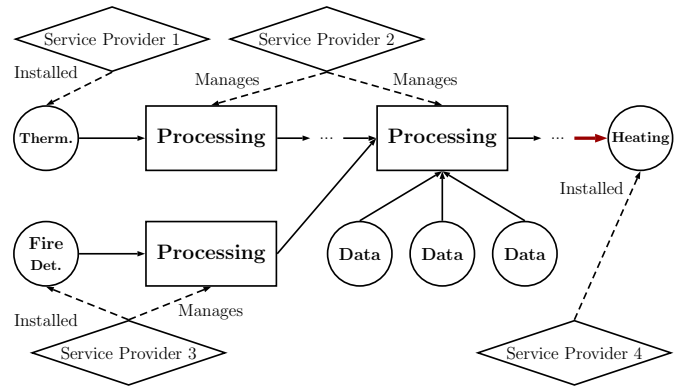 Service Provider 1
Service Provider 2
Installed
Manages
Manages
Therm.
Processing
...
Processing
...
Heating
Installed
Fire
Det.
Processing
Data
Data
Data
Installed
Manages
Service Provider 3
Service Provider 4